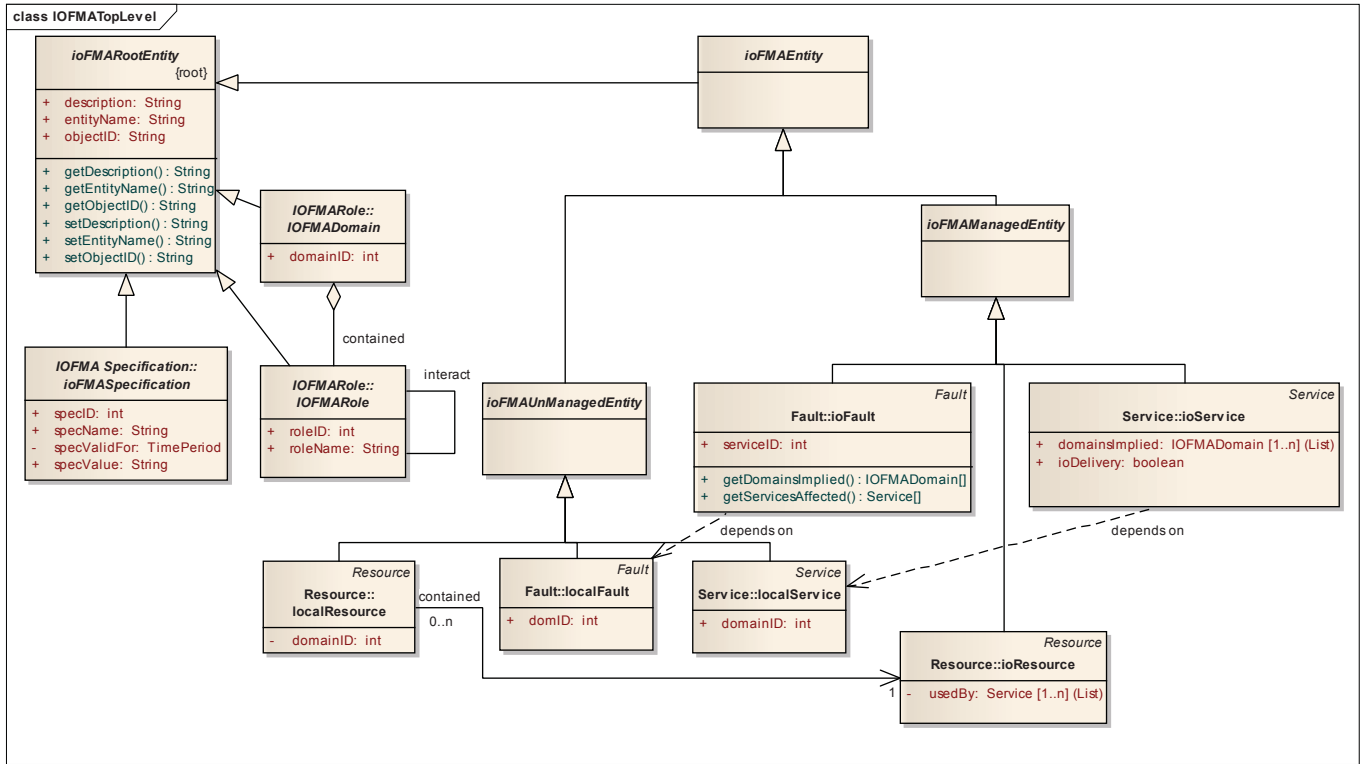 class IOFMATopLevel
ioFMARootEntity
{root}
+ description: String
+ entityName: String
+ objectID: String
+ getDescription() : String
+ getEntityName() : String
+ getObjectID() : String
+ setDescription() : String
+ setEntityName() : String
+ setObjectID() : String
ioFMAEntity
IOFMARole::
IOFMADomain
+ domainID: int
contained
ioFMAManagedEntity
IOFMA Specification::
ioFMASpecification
+ specID: int
+ specName: String
- specValidFor: TimePeriod
+ specValue: String
IOFMARole::
IOFMARole
+ roleID: int
+ roleName: String
interact
ioFMAUnManagedEntity
Fault
Fault::ioFault
+ serviceID: int
+ getDomainsImplied() : IOFMADomain[]
+ getServicesAffected() : Service[]
Service
Service::ioService
+ domainsImplied: IOFMADomain [1..n] (List)
+ ioDelivery: boolean
depends on
depends on
Resource
Resource::
localResource
- domainID: int
contained
0..n
Fault
Fault::localFault
+ domID: int
Service
Service::localService
+ domainID: int
1
Resource
Resource::ioResource
- usedBy: Service [1..n] (List)